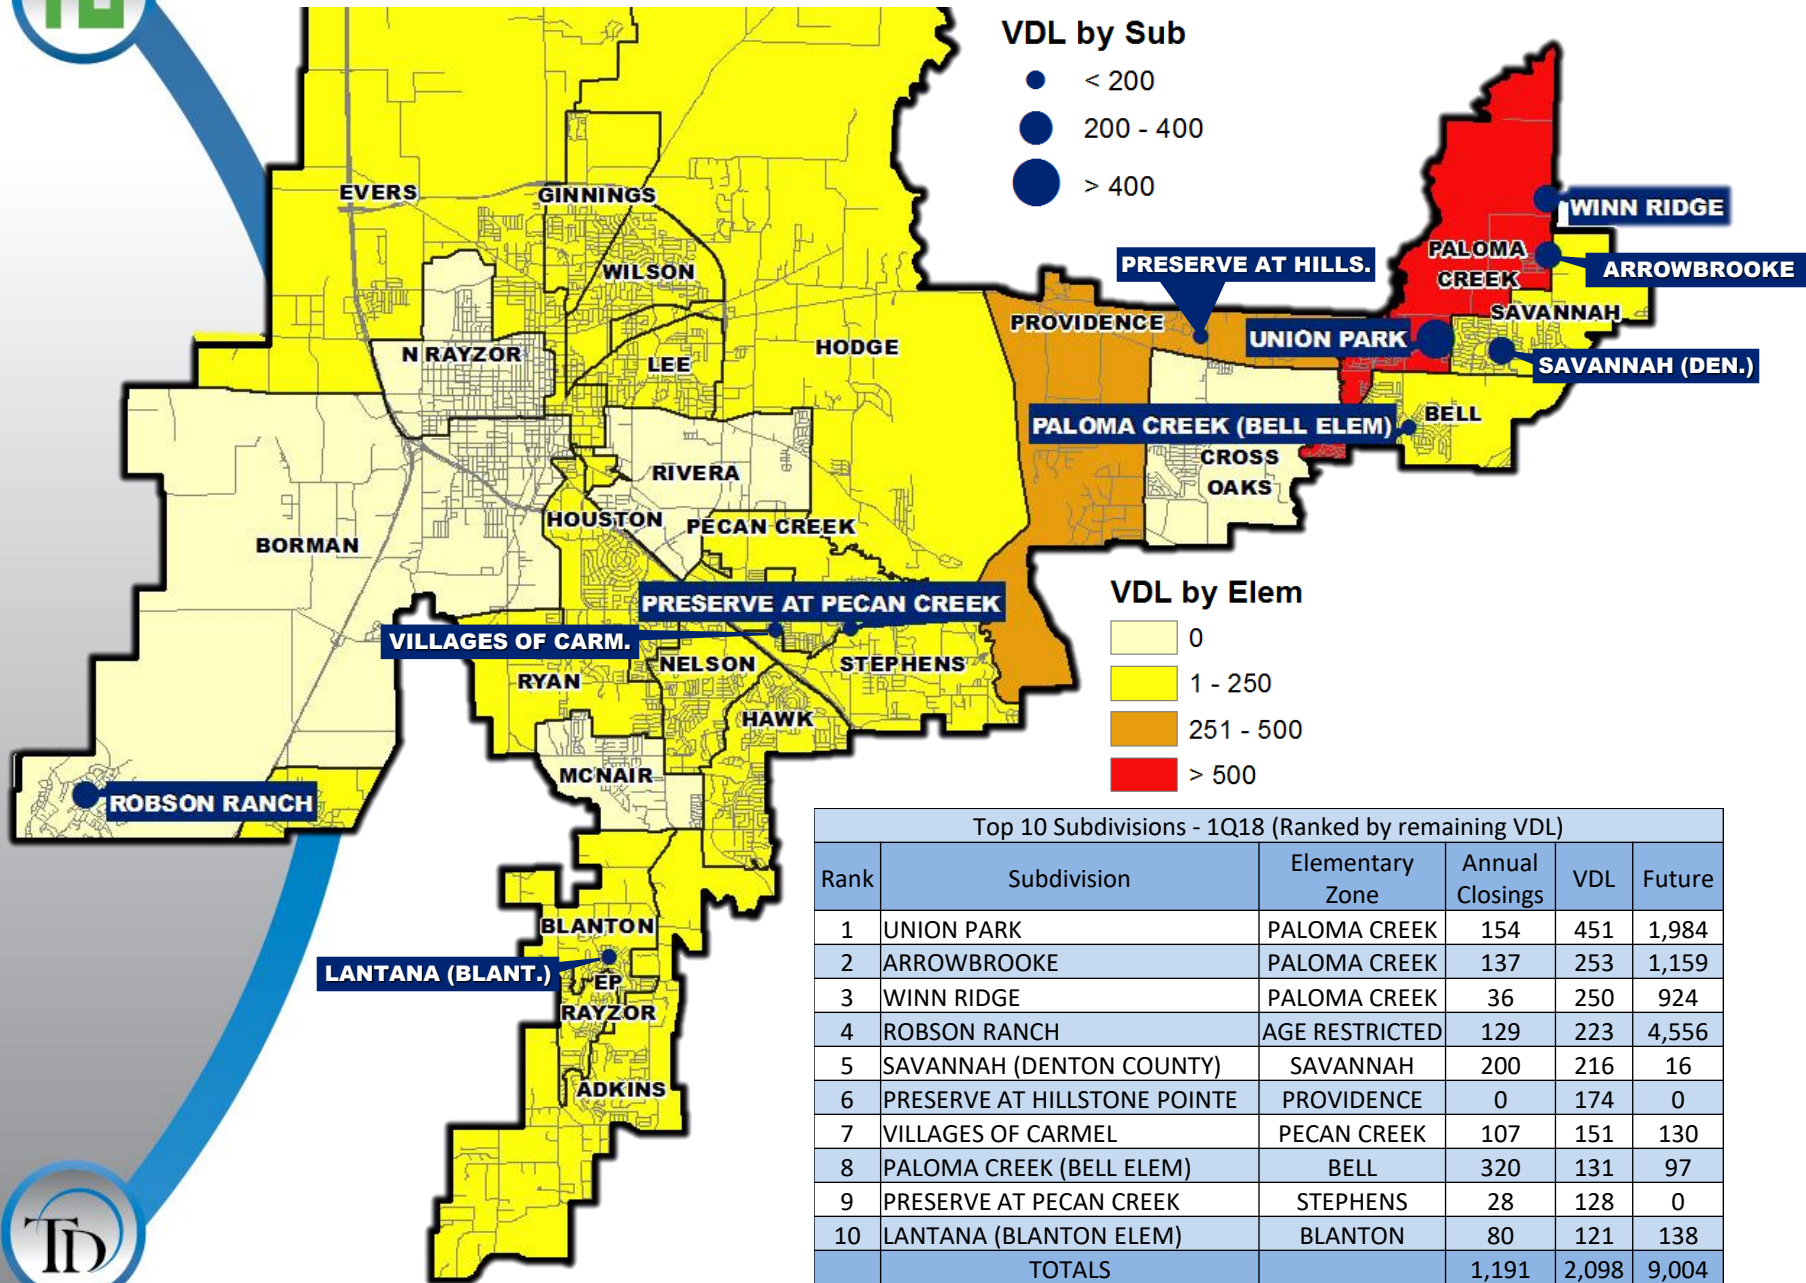 VDL by Sub
< 200
200 - 400
> 400
EVERS
GINNINGS
WILSON
N RAYZOR
LEE
HODGE
PROVIDENCE
PRESERVE AT HILLS.
WINN RIDGE
PALOMA
CREEK
ARROWBROOKE
SAVANNAH
UNION PARK
SAVANNAH (DEN.)
PALOMA CREEK (BELL ELEM)
BELL
CROSS
OAKS
RIVERA
HOUSTON
PECAN CREEK
BORMAN
PRESERVE AT PECAN CREEK
VILLAGES OF CARM.
NELSON
STEPHENS
RYAN
HAWK
MCNAIR
ROBSON RANCH
BLANTON
LANTANA (BLANT.)
EP
RAYZOR
ADKINS
VDL by Elem
0
1 - 250
251 - 500
> 500
Top 10 Subdivisions - 1Q18 (Ranked by remaining VDL)
Rank Subdivision Elementary Zone Annual Closings VDL Future
1 UNION PARK PALOMA CREEK 154 451 1,984
2 ARROWBROOKE PALOMA CREEK 137 253 1,159
3 WINN RIDGE PALOMA CREEK 36 250 924
4 ROBSON RANCH AGE RESTRICTED 129 223 4,556
5 SAVANNAH (DENTON COUNTY) SAVANNAH 200 216 16
6 PRESERVE AT HILLSTONE POINTE PROVIDENCE 0 174 0
7 VILLAGES OF CARMEL PECAN CREEK 107 151 130
8 PALOMA CREEK (BELL ELEM) BELL 320 131 97
9 PRESERVE AT PECAN CREEK STEPHENS 28 128 0
10 LANTANA (BLANTON ELEM) BLANTON 80 121 138
TOTALS 1,191 2,098 9,004
TD